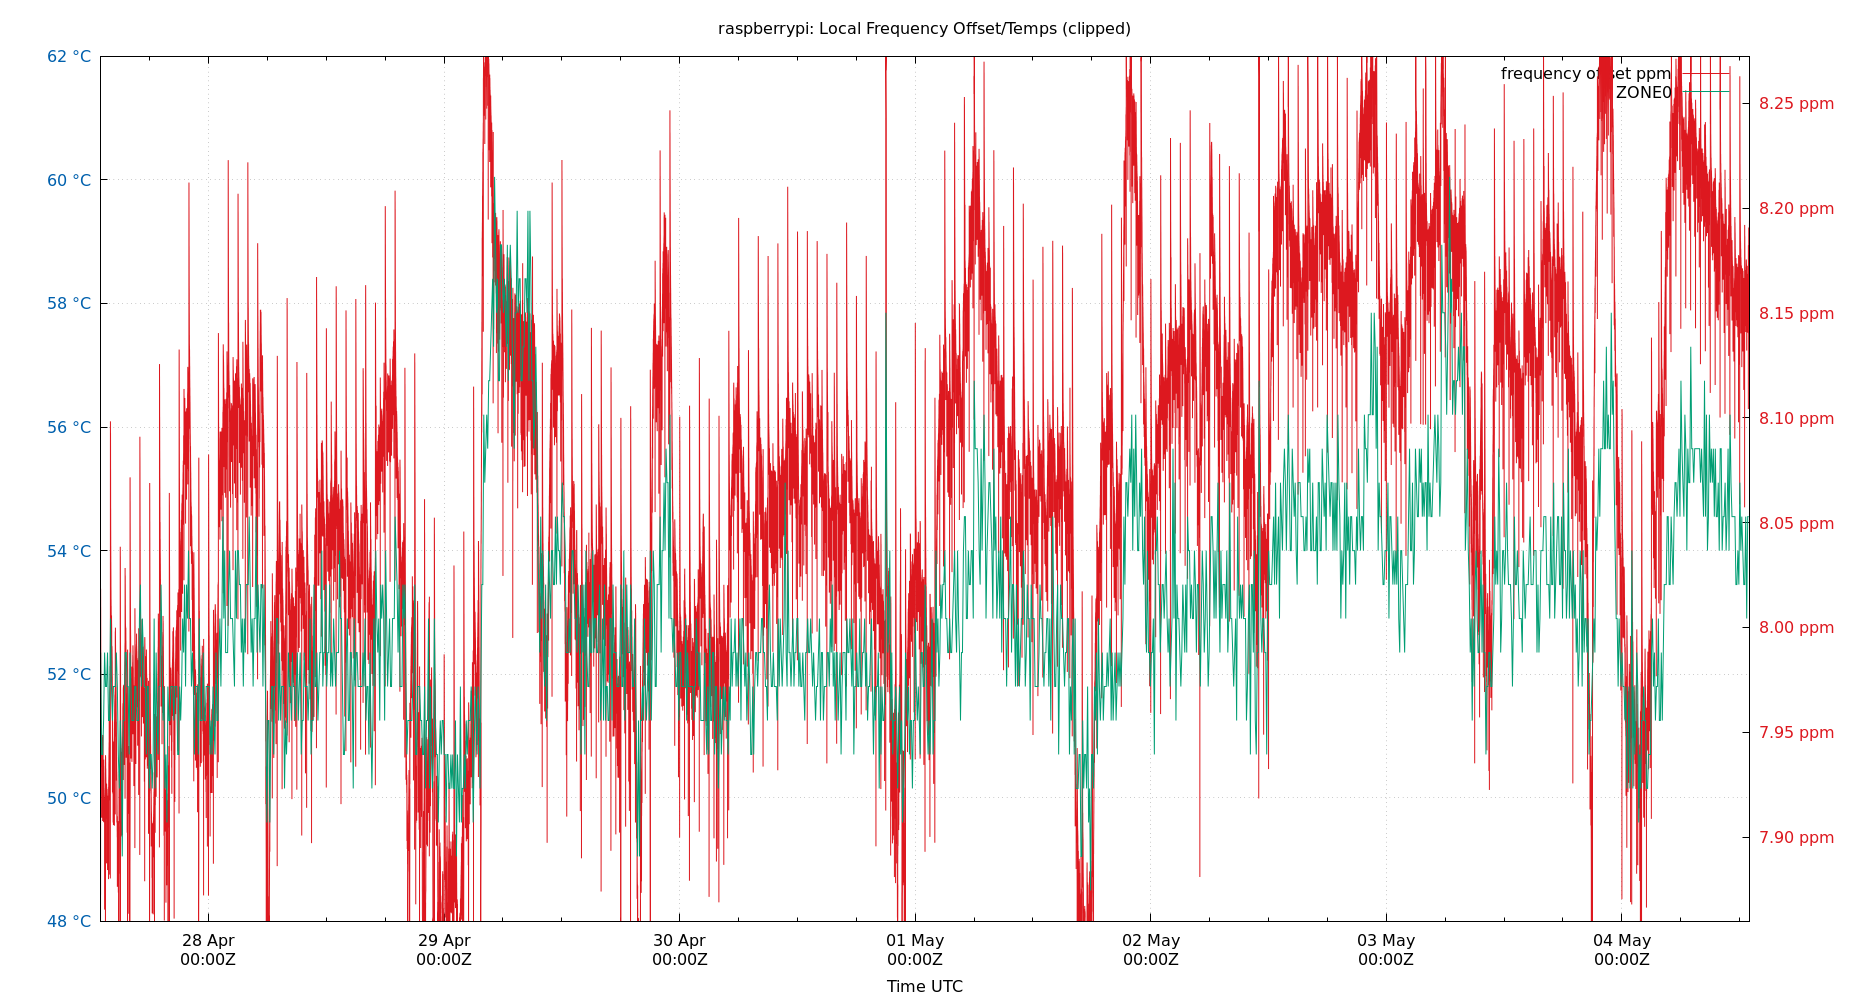 raspberrypi: Local Frequency Offset/Temps (clipped)
62 °C
60 °C
58 °C
56 °C
54 °C
52 °C
50 °C
48 °C
frequency offset ppm
ZONE0
8.25 ppm
8.20 ppm
8.15 ppm
8.10 ppm
8.05 ppm
8.00 ppm
7.95 ppm
7.90 ppm
28 Apr
00:00Z
29 Apr
00:00Z
30 Apr
00:00Z
01 May
00:00Z
02 May
00:00Z
03 May
00:00Z
04 May
00:00Z
Time UTC